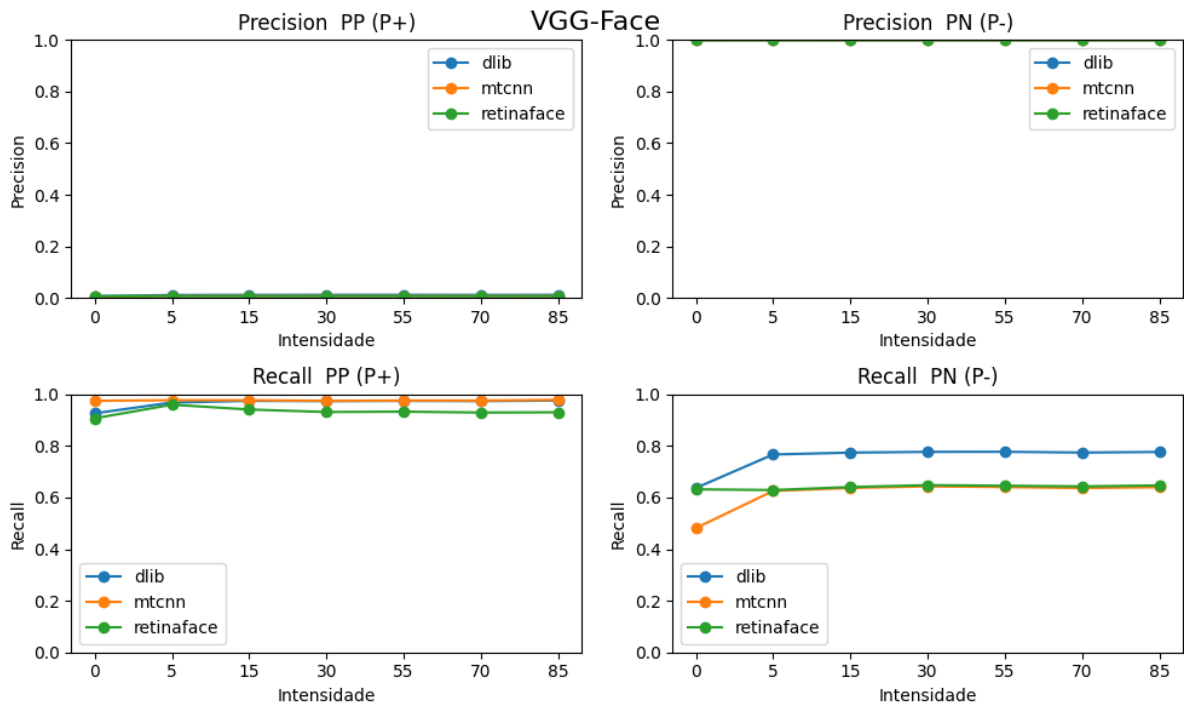 VGG-Face
Precision PP (P+)
1.0
0.8
0.6
0.4
0.2
0.0
Precision
dlib
mtcnn
retinaface
0 5 15 30 55 70 85
Intensidade
Precision PN (P-)
1.0
0.8
0.6
0.4
0.2
0.0
Precision
dlib
mtcnn
retinaface
0 5 15 30 55 70 85
Intensidade
Recall PP (P+)
1.0
0.8
0.6
0.4
0.2
0.0
Recall
dlib
mtcnn
retinaface
0 5 15 30 55 70 85
Intensidade
Recall PN (P-)
1.0
0.8
0.6
0.4
0.2
0.0
Recall
dlib
mtcnn
retinaface
0 5 15 30 55 70 85
Intensidade